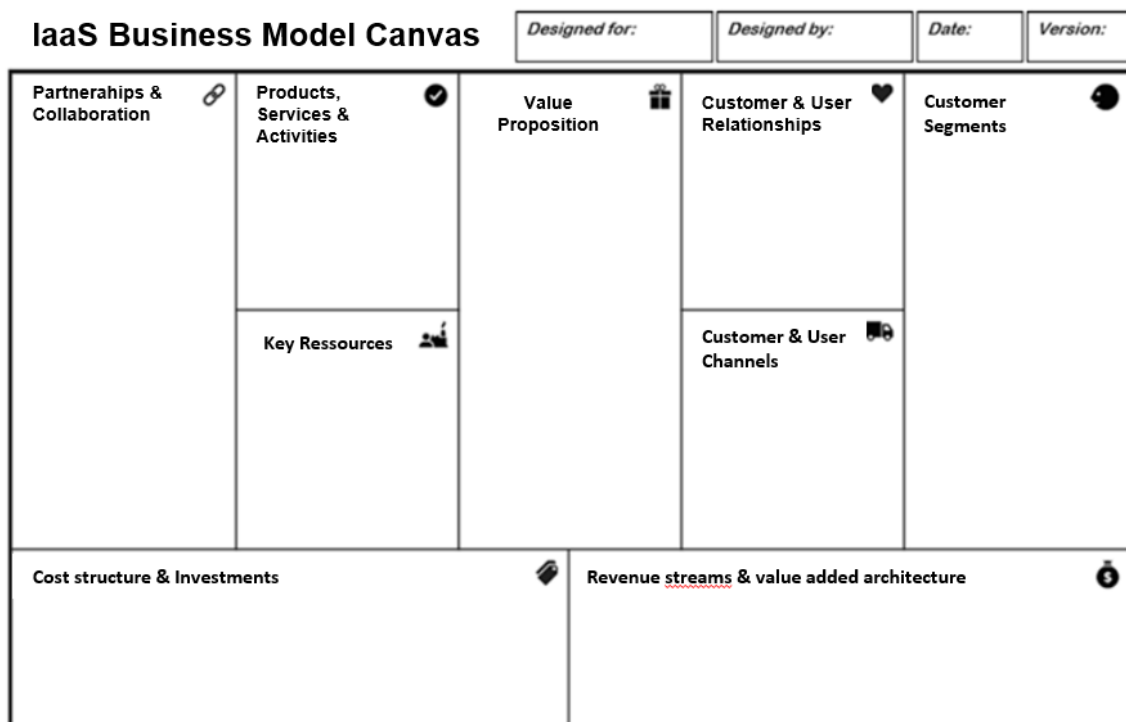 IaaS Business Model Canvas
Designed for:
Designed by:
Date:
Version:
Partnerahips &
Collaboration
Products,
Services &
Activities
Value
Proposition
Customer & User
Relationships
Customer
Segments
Key Ressources
Customer & User
Channels
Cost structure & Investments
Revenue streams & value added architecture
$